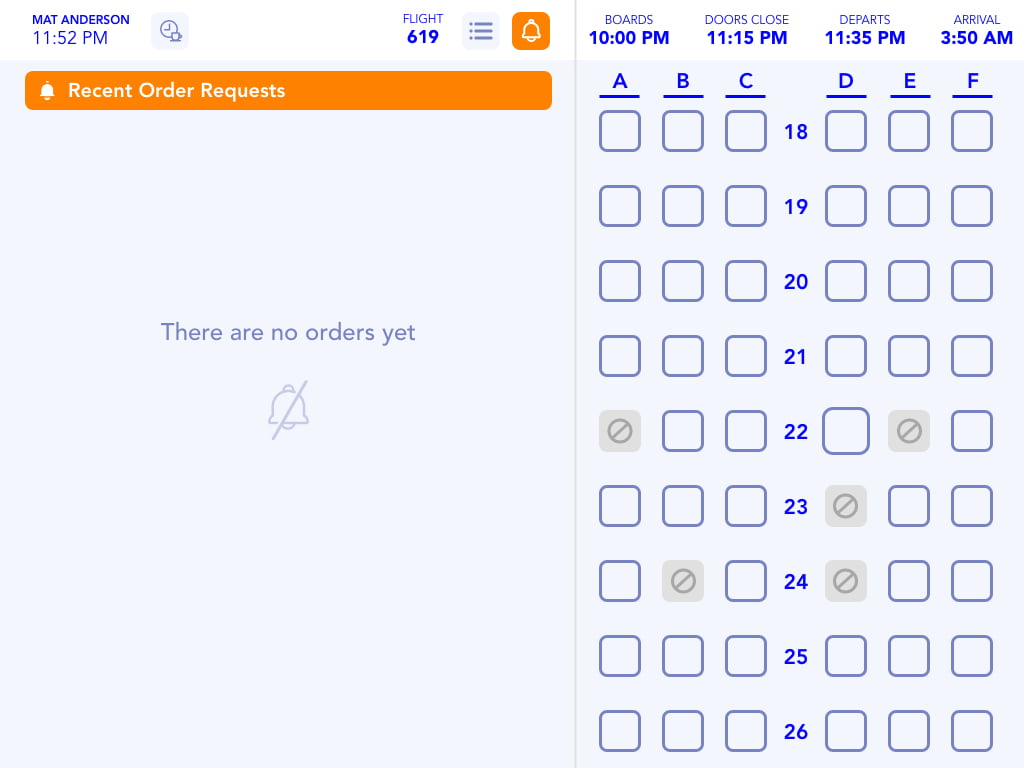 MAT ANDERSON
11:52 PM
FLIGHT
619
BOARDS
10:00 PM
DOORS CLOSE
11:15 PM
DEPARTS
11:35 PM
ARRIVAL
3:50 AM
Recent Order Requests
There are no orders yet
A B C D E F
18
19
20
21
22
23
24
25
26